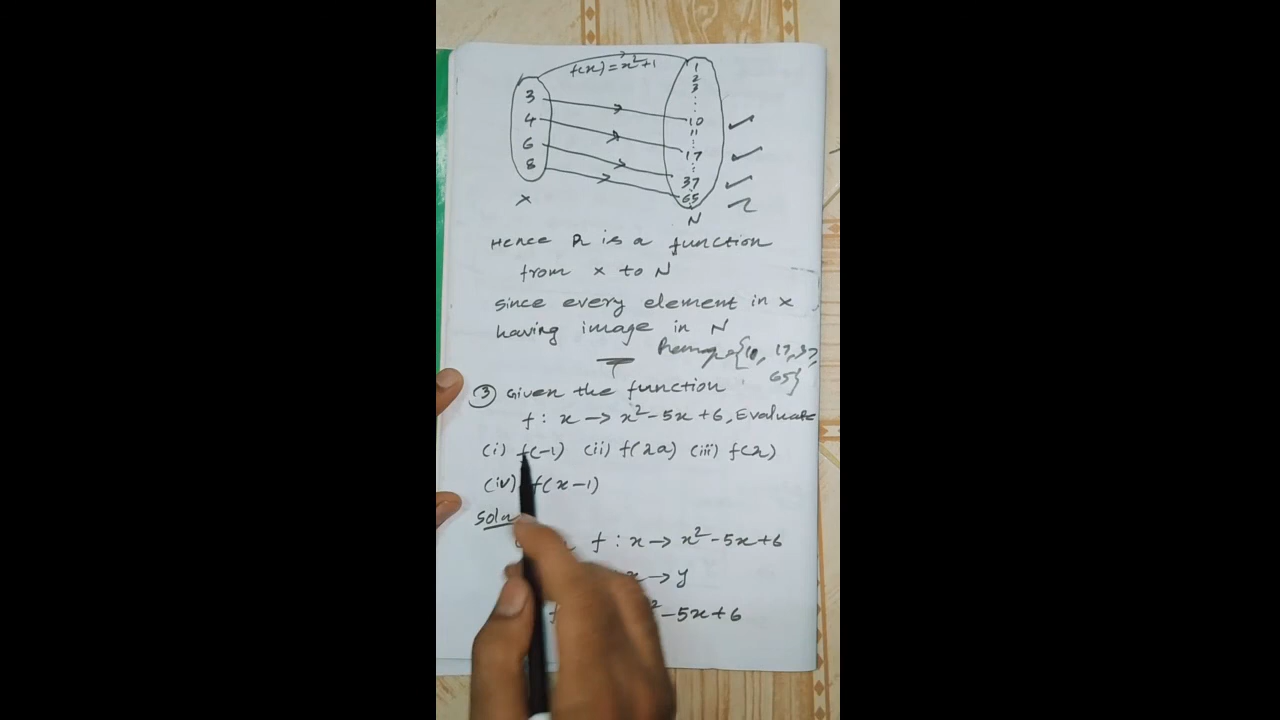 f(x) = x²+1
3
4
6
8
x
1
2
3
10
11
17
37
65
N
Hence R is a function
from x to N
since every element in x
having image in N
{10, 17, 37,
65}
③ Given the function
f : x → x² - 5x + 6, Evaluate
(i) f(-1) (ii) f(2a) (iii) f(2)
(iv) f(x-1)
Soln
f : x → x² - 5x + 6
x → y
f - 5x + 6